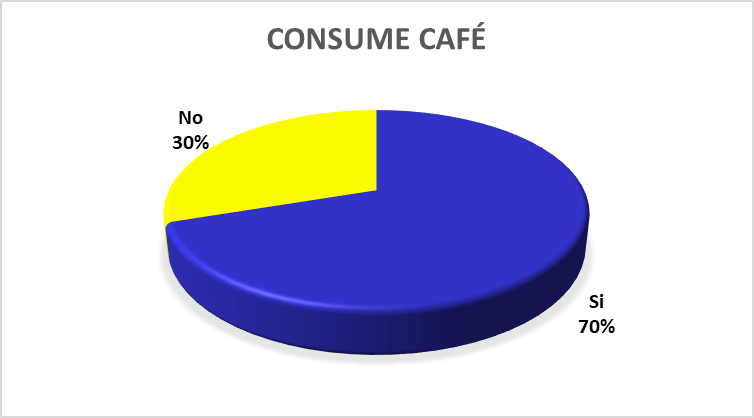 CONSUME CAFÉ
No
30%
Si
70%